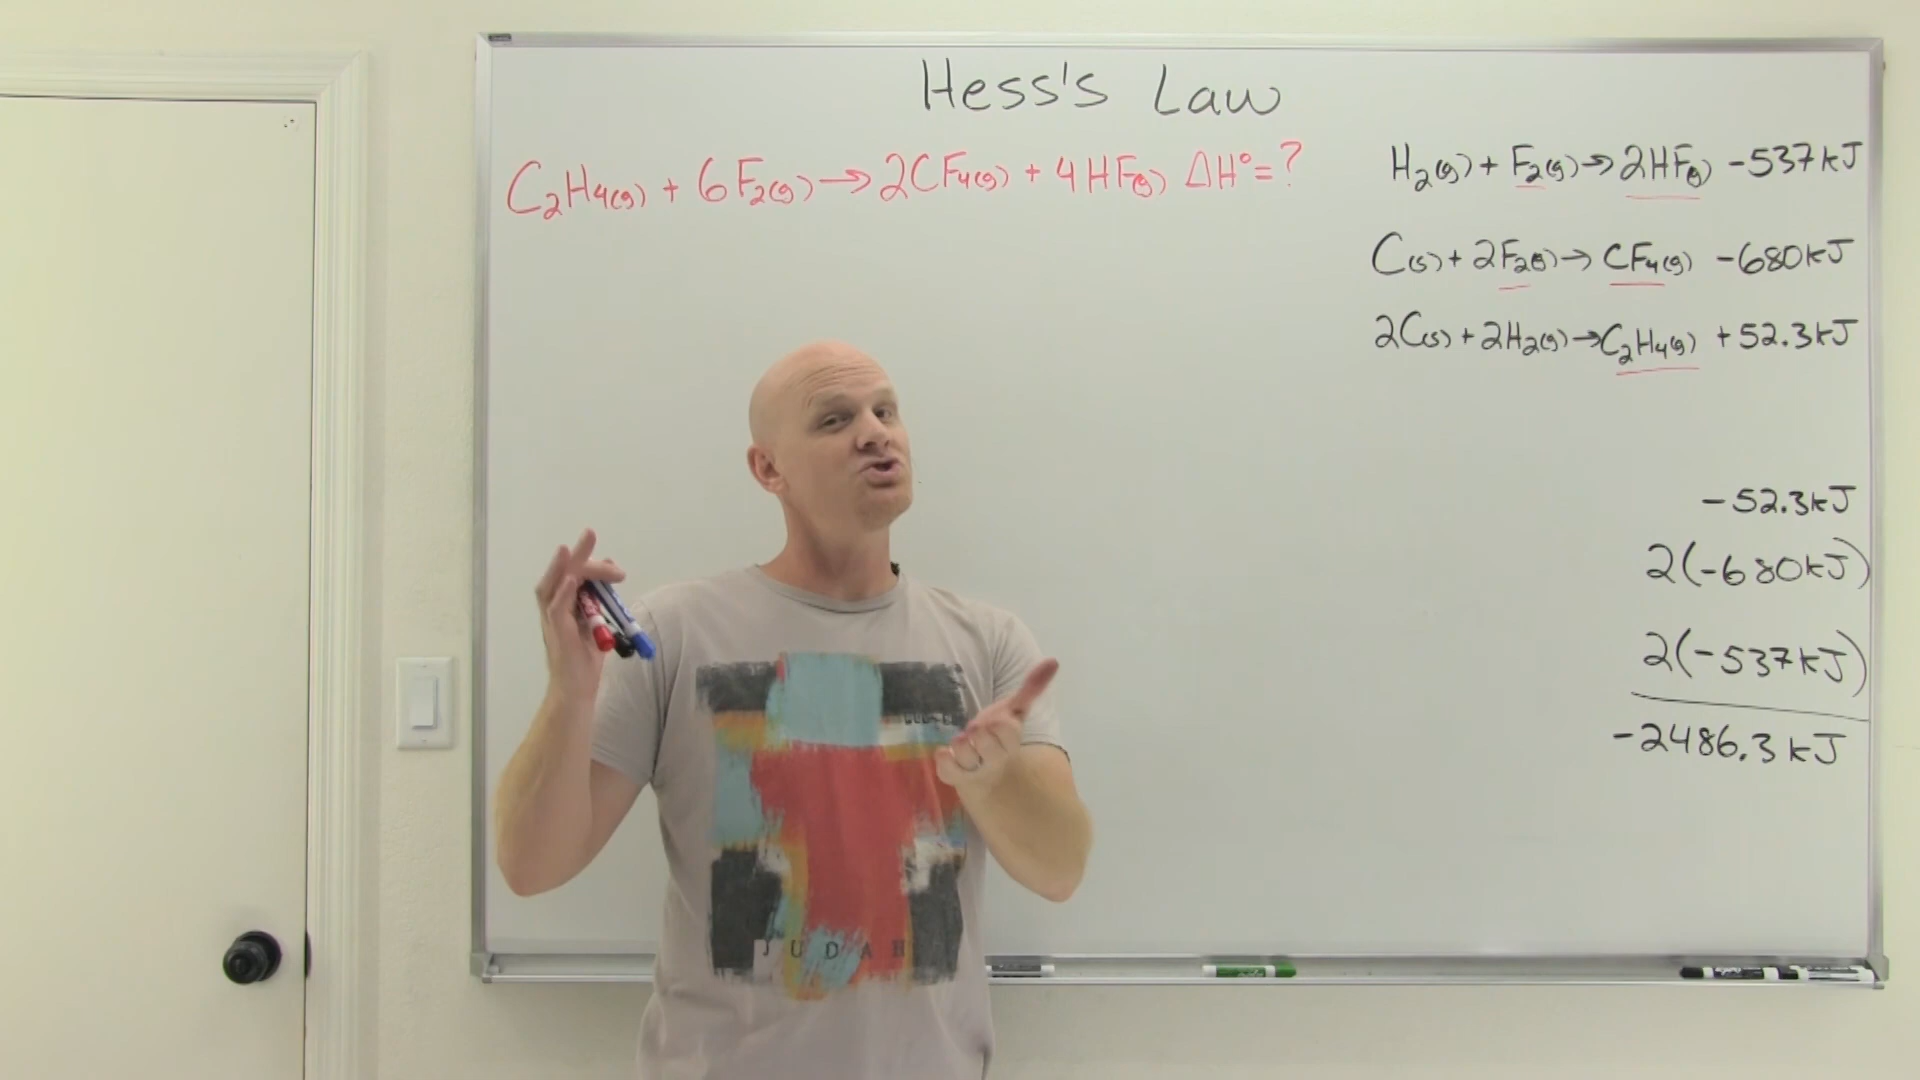 Hess's Law
C₂H₄(g) + 6F₂(g) → 2CF₄(g) + 4HF(g) ΔH° = ?
H₂(g) + F₂(g) → 2HF(g) -537kJ
C(s) + 2F₂(g) → CF₄(g) -680kJ
2C(s) + 2H₂(g) → C₂H₄(g) +52.3kJ
-52.3kJ
2(-680kJ)
2(-537kJ)
-2486.3kJ
JUDAH